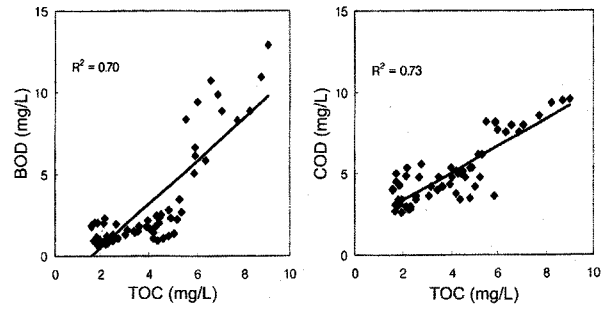 15
10
5
0
BOD (mg/L)
R² = 0.70
0 2 4 6 8 10
TOC (mg/L)
15
10
5
0
COD (mg/L)
R² = 0.73
0 2 4 6 8 10
TOC (mg/L)